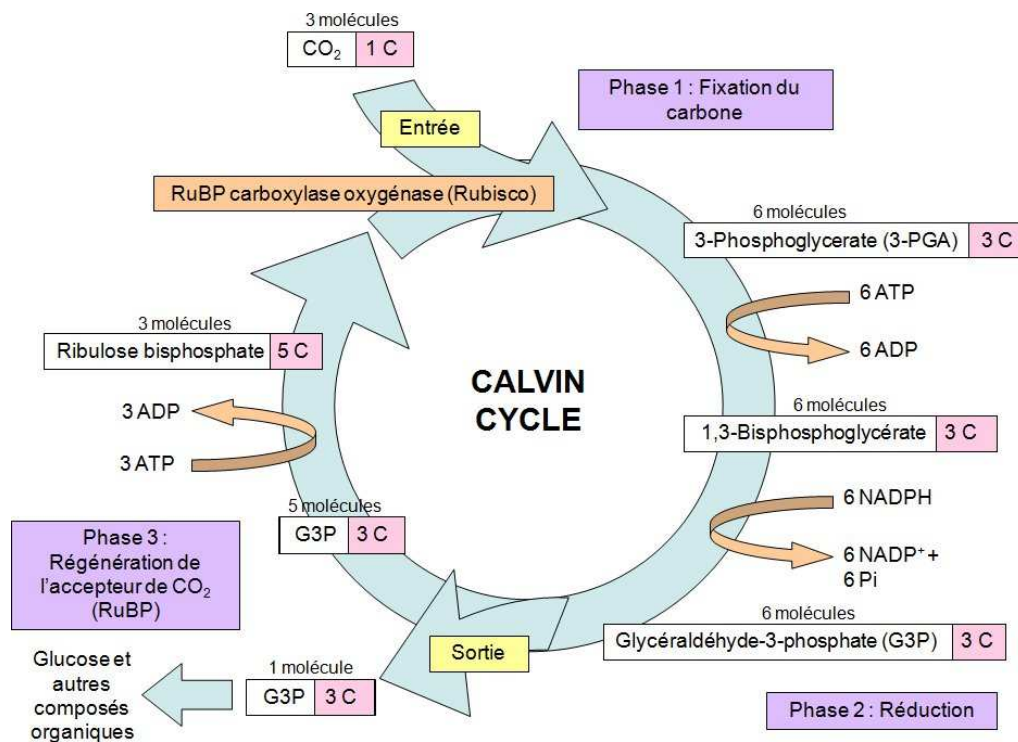 3 molécules
CO₂ 1 C
Phase 1 : Fixation du
carbone
Entrée
RuBP carboxylase oxygénase (Rubisco)
6 molécules
3-Phosphoglycerate (3-PGA) 3 C
6 ATP
6 ADP
6 molécules
1,3-Bisphosphoglycérate 3 C
6 NADPH
6 NADP⁺ +
6 Pi
6 molécules
Glycéraldéhyde-3-phosphate (G3P) 3 C
Phase 2 : Réduction
CALVIN
CYCLE
3 molécules
Ribulose bisphosphate 5 C
3 ADP
3 ATP
5 molécules
G3P 3 C
Phase 3 :
Régénération de
l'accepteur de CO₂
(RuBP)
Sortie
1 molécule
G3P 3 C
Glucose et
autres
composés
organiques